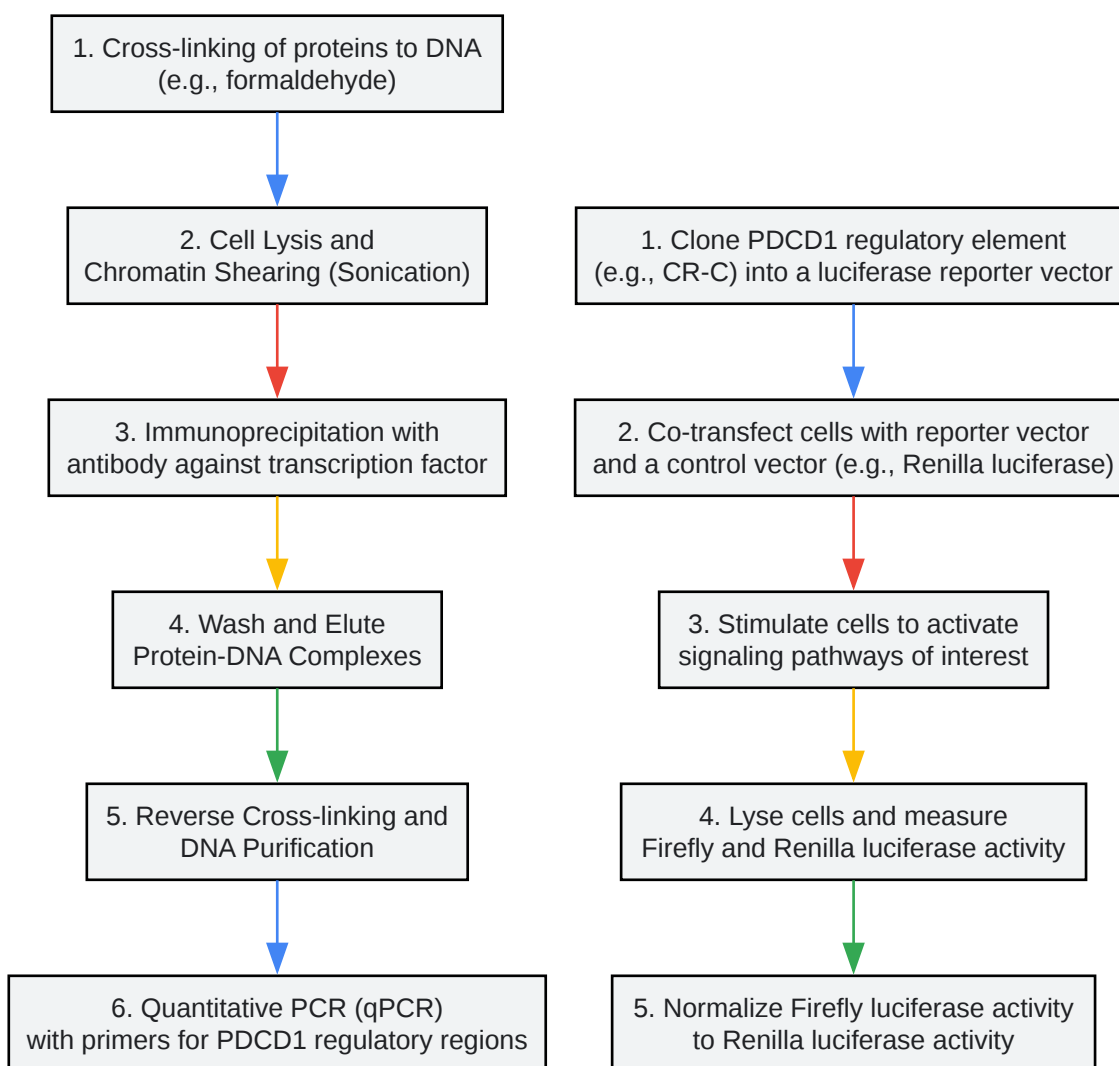 1. Cross-linking of proteins to DNA
(e.g., formaldehyde)
2. Cell Lysis and
Chromatin Shearing (Sonication)
3. Immunoprecipitation with
antibody against transcription factor
4. Wash and Elute
Protein-DNA Complexes
5. Reverse Cross-linking and
DNA Purification
6. Quantitative PCR (qPCR)
with primers for PDCD1 regulatory regions
1. Clone PDCD1 regulatory element
(e.g., CR-C) into a luciferase reporter vector
2. Co-transfect cells with reporter vector
and a control vector (e.g., Renilla luciferase)
3. Stimulate cells to activate
signaling pathways of interest
4. Lyse cells and measure
Firefly and Renilla luciferase activity
5. Normalize Firefly luciferase activity
to Renilla luciferase activity